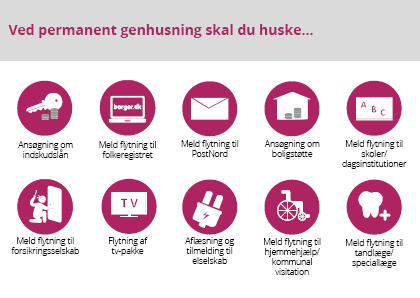 Ved permanent genhusning skal du huske...
Ansøgning om
indskudslån
borger.dk
Meld flytning til
folkeregistret
Meld flytning til
PostNord
Ansøgning om
boligstøtte
A B C
Meld flytning til
skoler/
dagsinstitutioner
Meld flytning til
forsikringsselskab
TV
Flytning af
tv-pakke
Aflæsning og
tilmelding til
elselskab
Meld flytning til
hjemmehjælp/
kommunal
visitation
Meld flytning til
tandlæge/
speciallæge